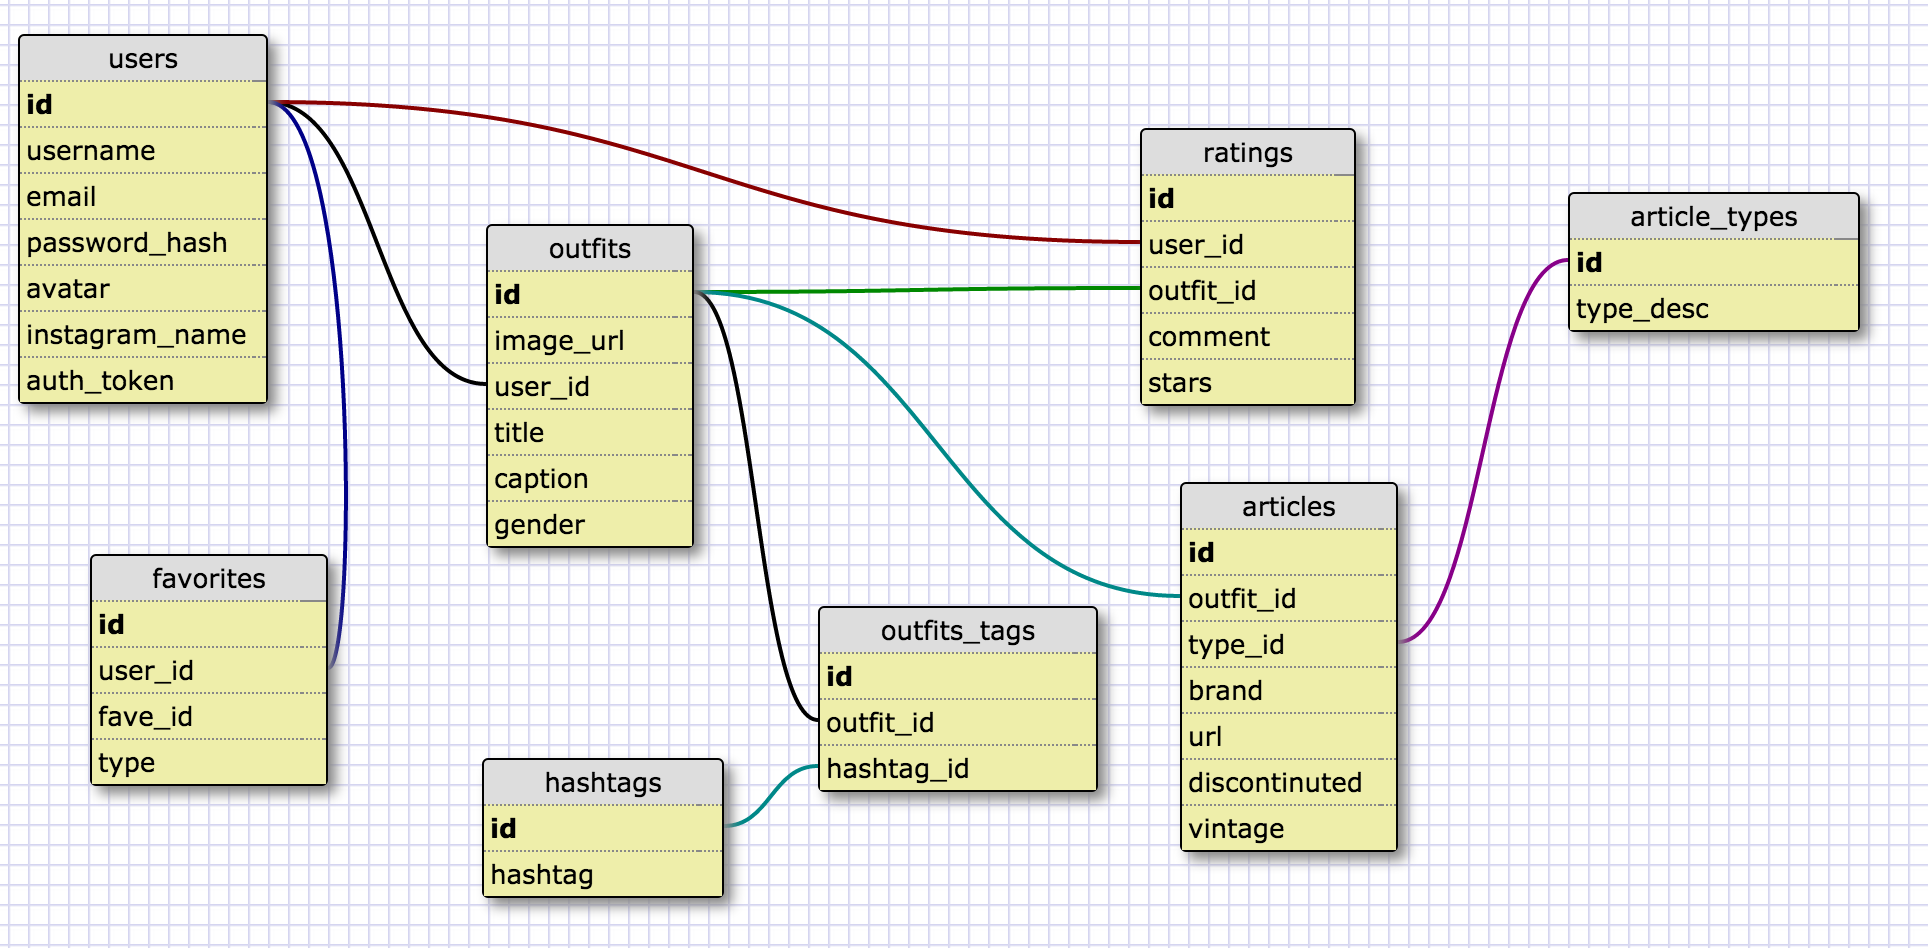 users
id
username
email
password_hash
avatar
instagram_name
auth_token
outfits
id
image_url
user_id
title
caption
gender
ratings
id
user_id
outfit_id
comment
stars
article_types
id
type_desc
favorites
id
user_id
fave_id
type
hashtags
id
hashtag
outfits_tags
id
outfit_id
hashtag_id
articles
id
outfit_id
type_id
brand
url
discontinuted
vintage